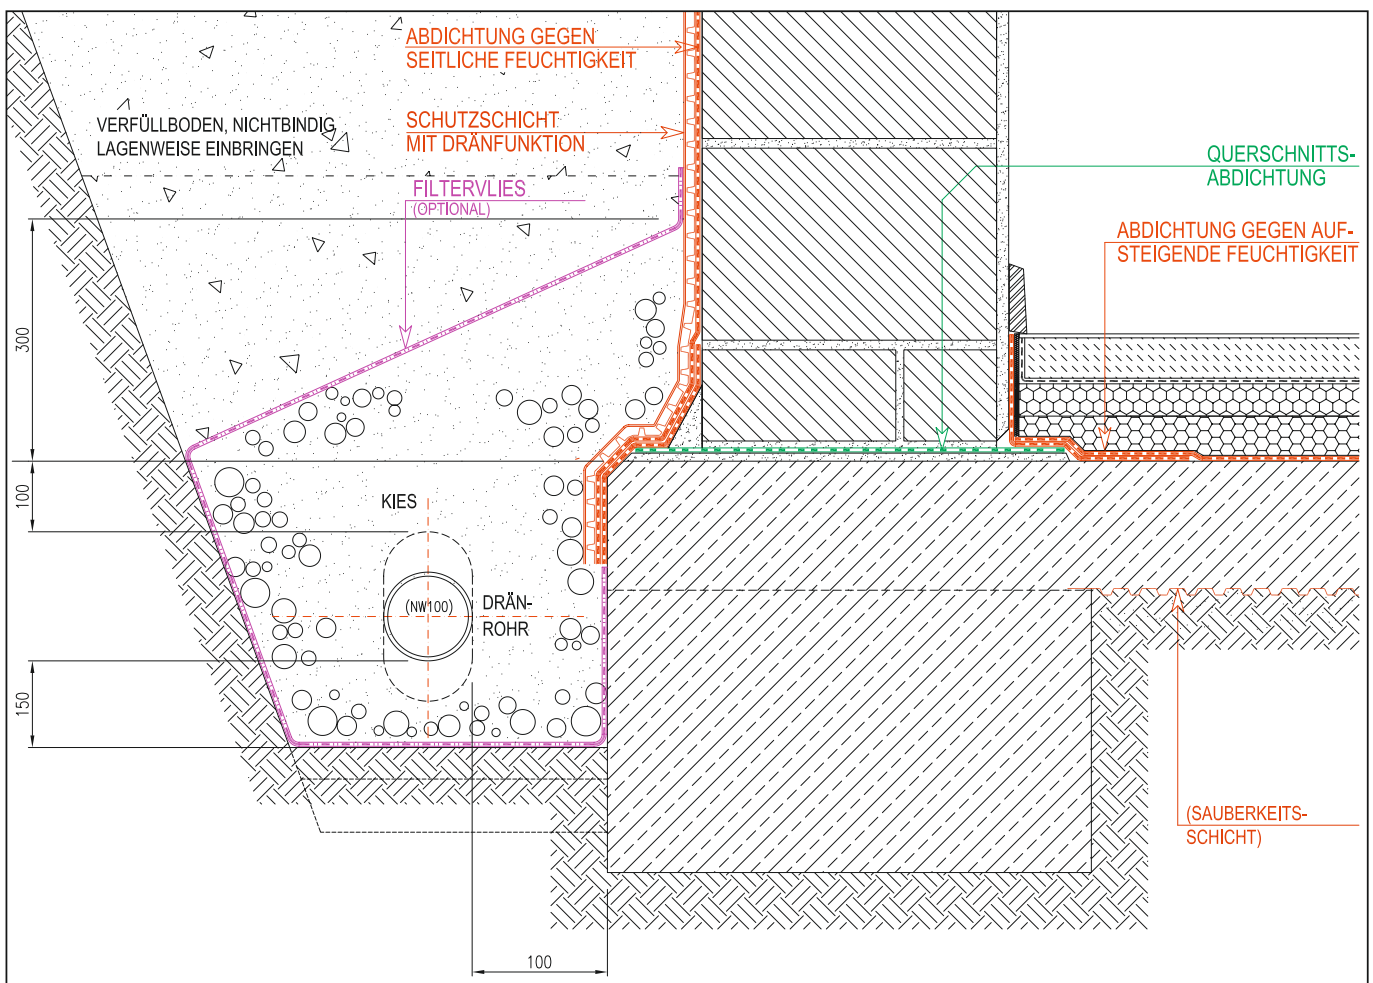 ABDICHTUNG GEGEN
SEITLICHE FEUCHTIGKEIT
VERFÜLLBODEN, NICHTBINDIG
LAGENWEISE EINBRINGEN
SCHUTZSCHICHT
MIT DRÄNFUNKTION
QUERSCHNITTS-
ABDICHTUNG
FILTERVLIES
(OPTIONAL)
ABDICHTUNG GEGEN AUF-
STEIGENDE FEUCHTIGKEIT
300
100
KIES
(NW100)
DRÄN-
ROHR
150
(SAUBERKEITS-
SCHICHT)
100